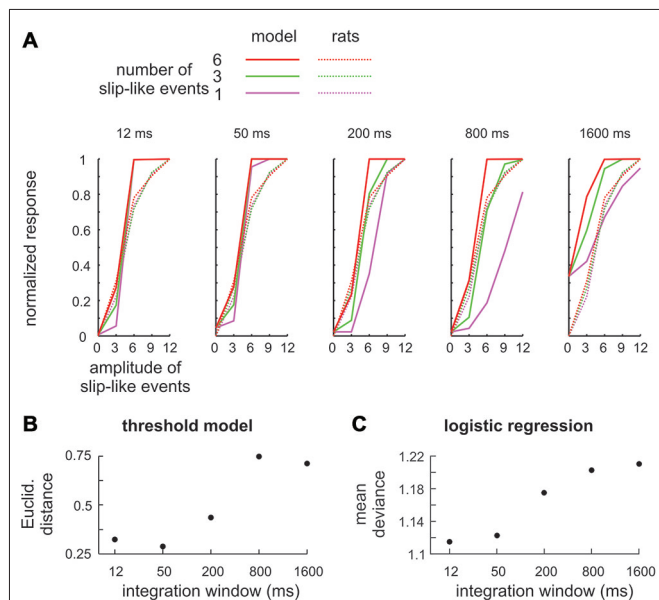 A
model rats
number of slip-like events
6
3
1
12 ms 50 ms 200 ms 800 ms 1600 ms
normalized response
1
0.8
0.6
0.4
0.2
0
0 3 6 9 12 0 3 6 9 12 0 3 6 9 12 0 3 6 9 12 0 3 6 9 12
amplitude of
slip-like events
B threshold model
Euclid.
distance
0.75
0.5
0.25
12 50 200 800 1600
integration window (ms)
C logistic regression
mean
deviance
1.22
1.18
1.14
1.1
12 50 200 800 1600
integration window (ms)